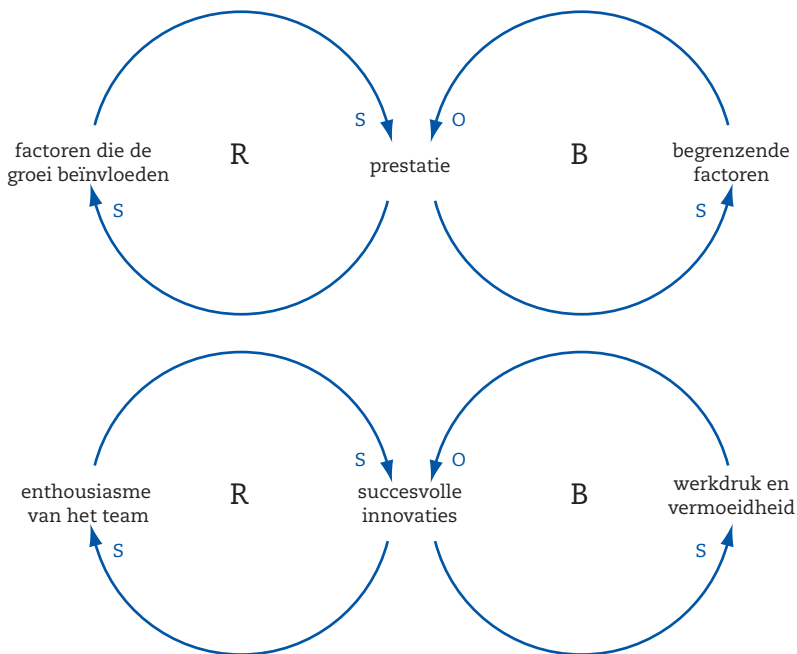 S
O
factoren die de
groei beïnvloeden
R
prestatie
B
begrenzende
factoren
S
S
S
O
enthousiasme
van het team
R
succesvolle
innovaties
B
werkdruk en
vermoeidheid
S
S